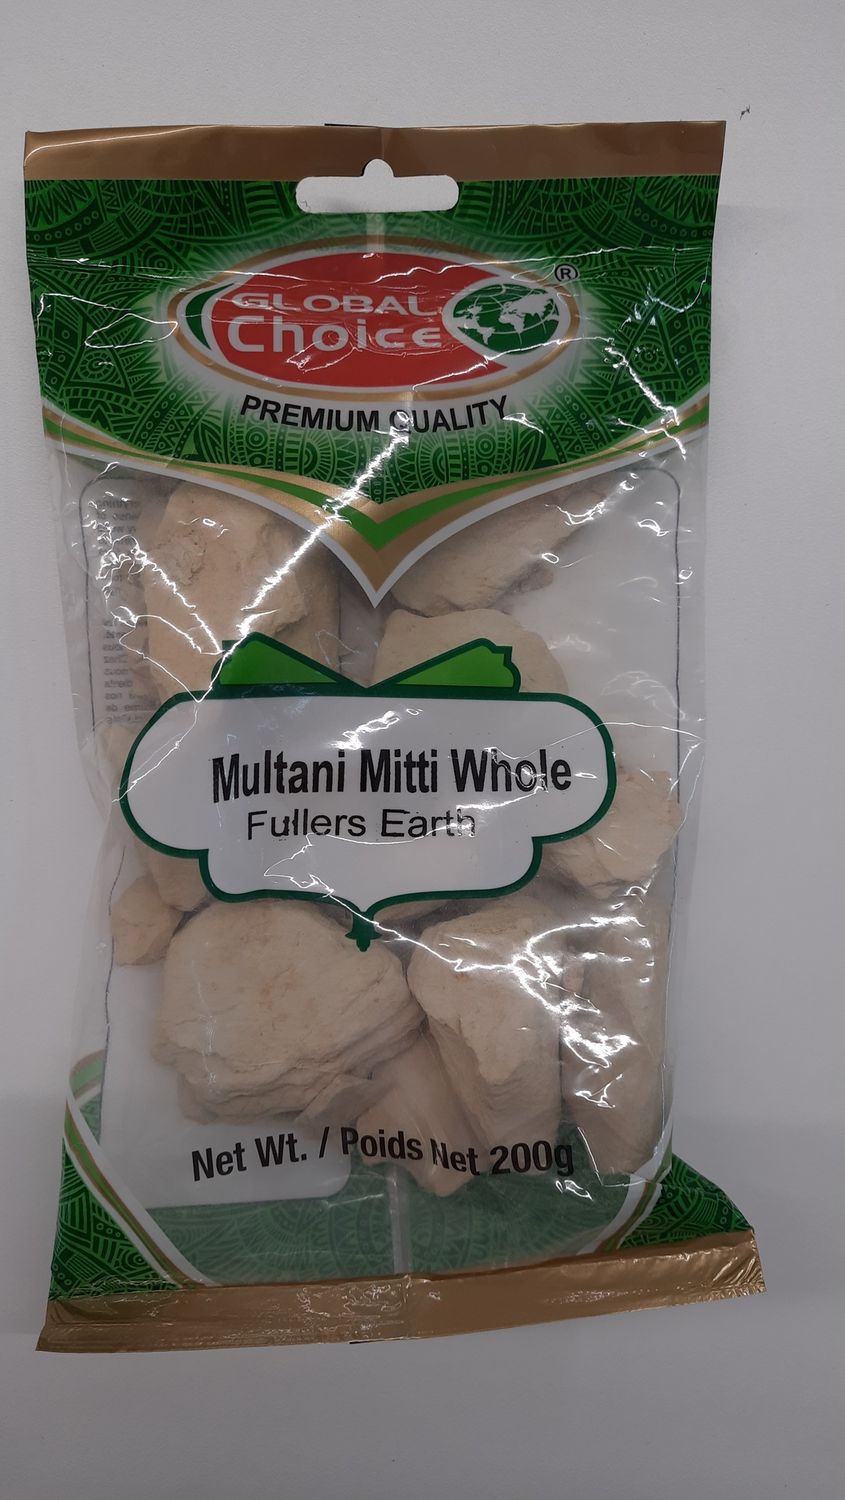 GLOBAL
Choice
®
PREMIUM QUALITY
Multani Mitti Whole
Fullers Earth
Net Wt. / Poids Net 200g